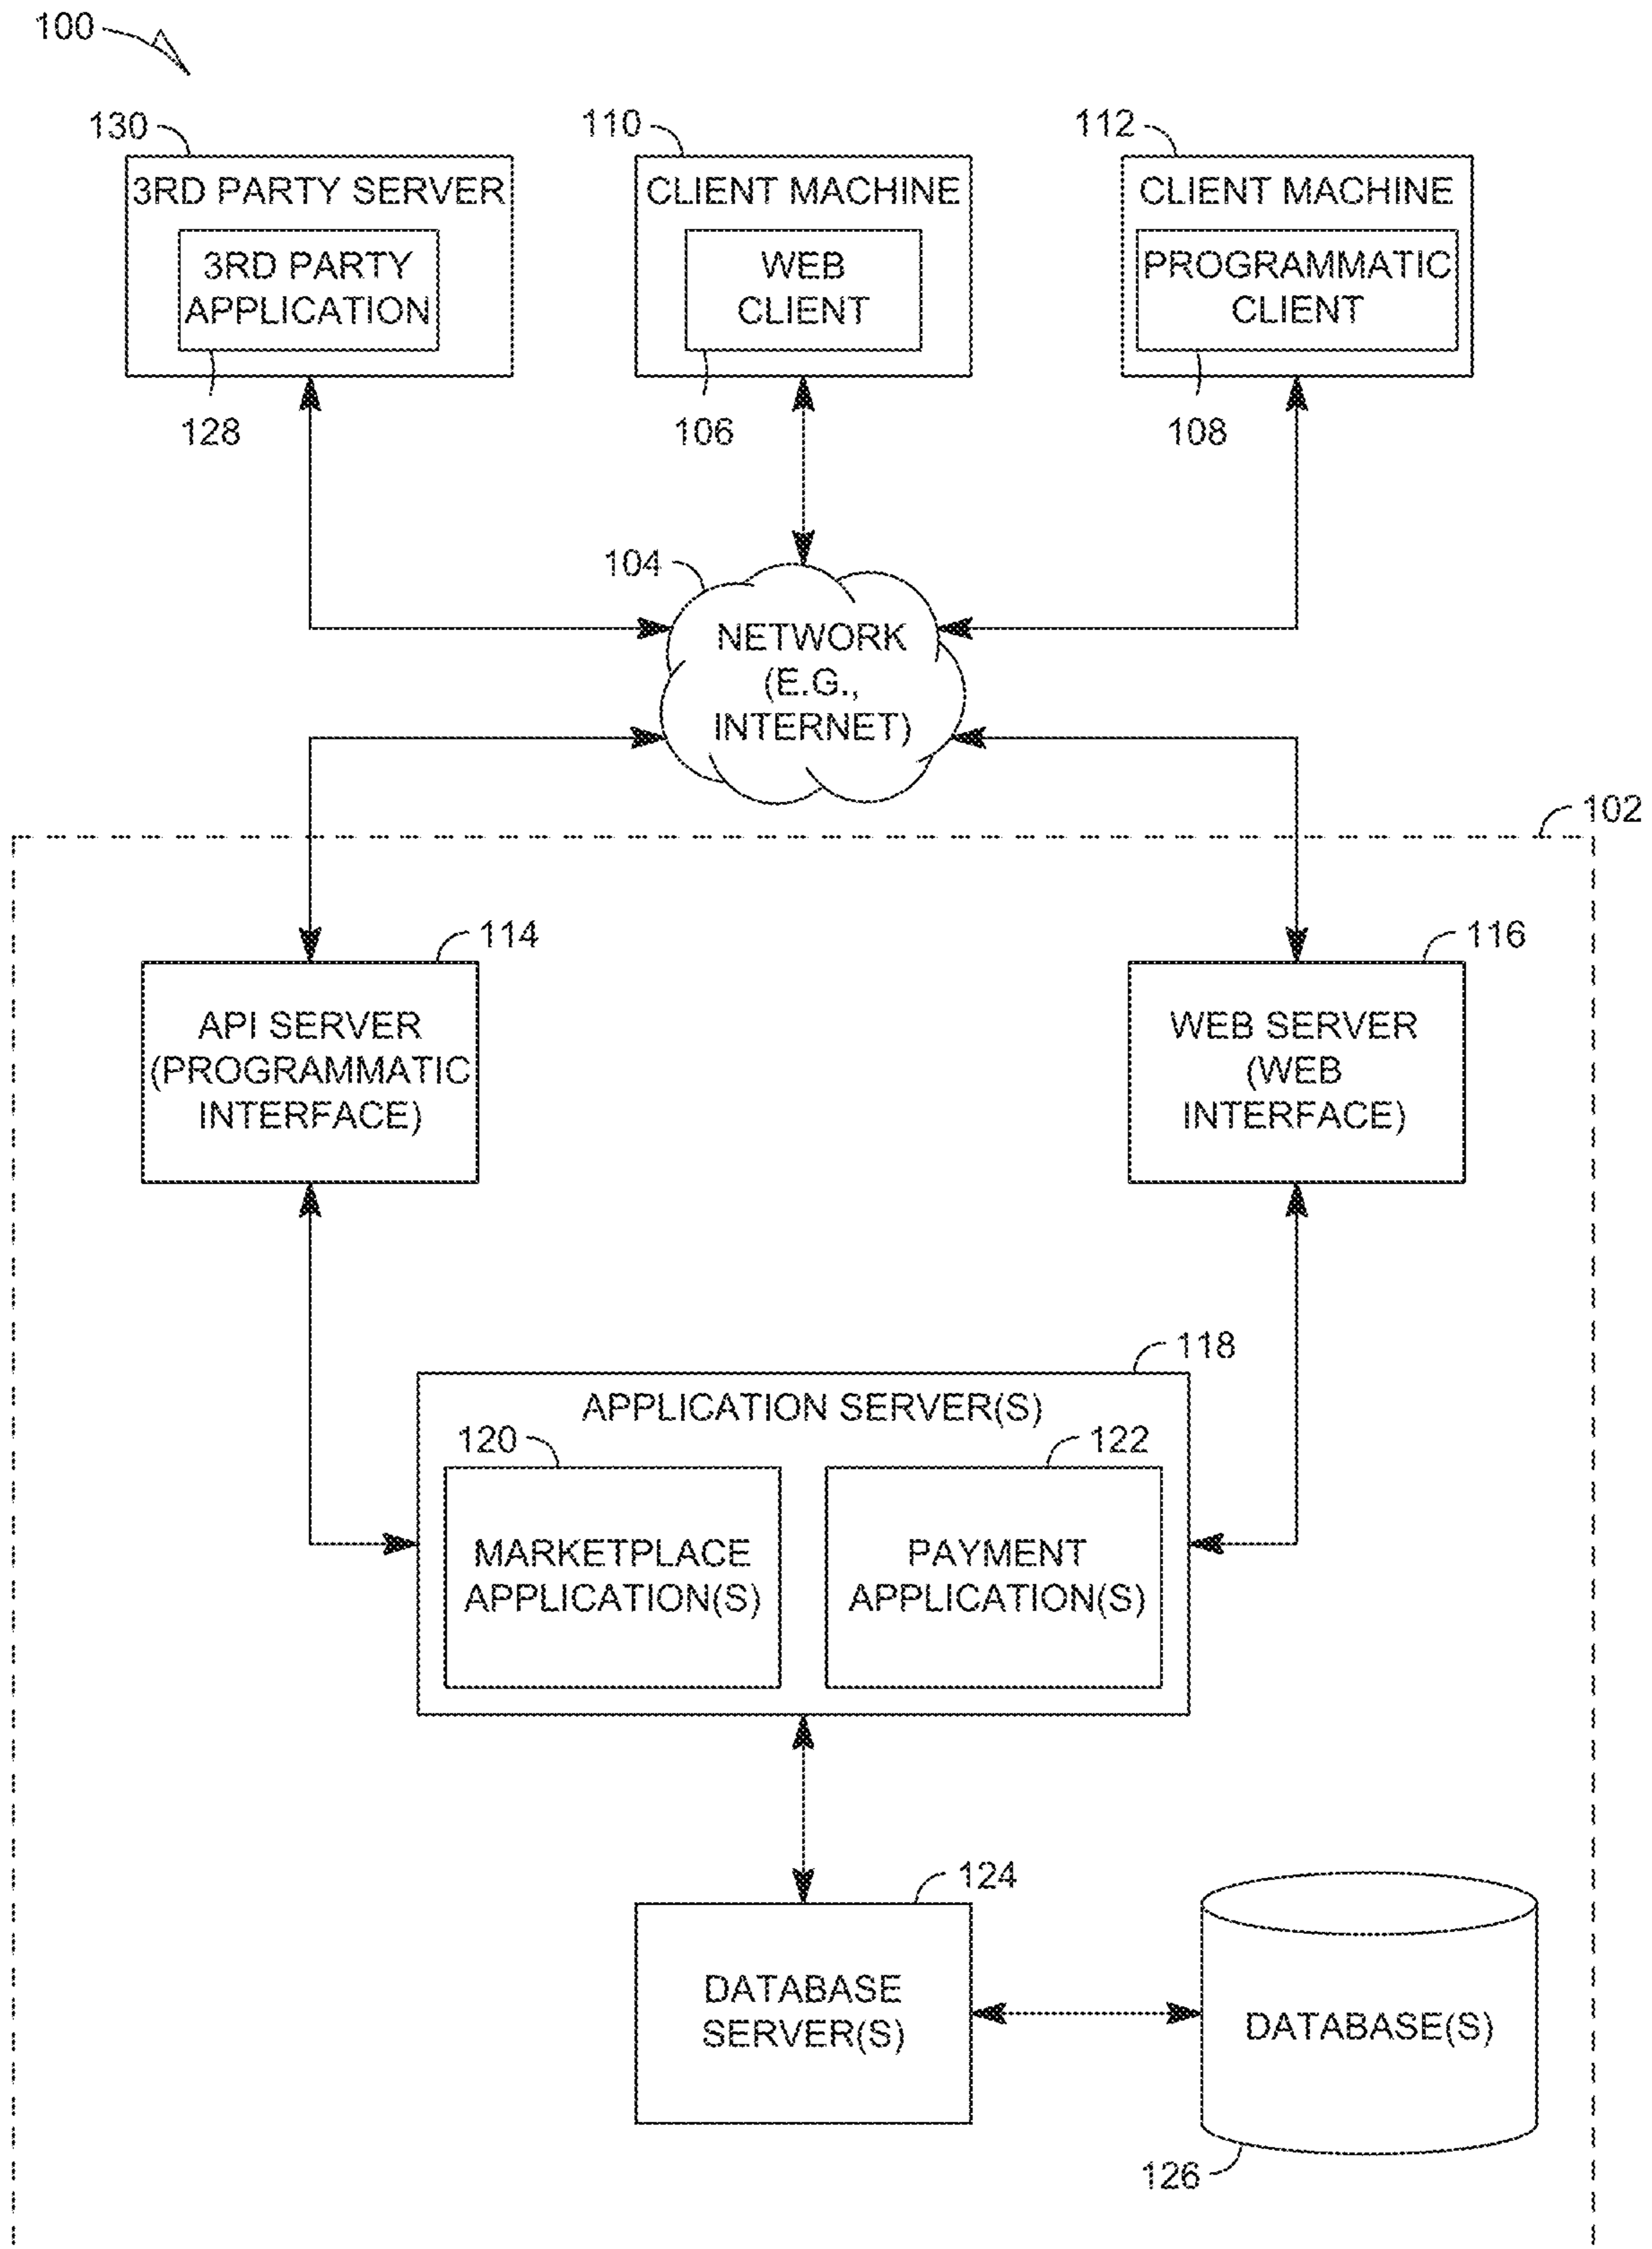 100
130
110
112
3RD PARTY SERVER
CLIENT MACHINE
CLIENT MACHINE
3RD PARTY
APPLICATION
WEB
CLIENT
PROGRAMMATIC
CLIENT
128
106
108
104
NETWORK
(E.G.,
INTERNET)
102
114
116
API SERVER
(PROGRAMMATIC
INTERFACE)
WEB SERVER
(WEB
INTERFACE)
118
APPLICATION SERVER(S)
120
122
MARKETPLACE
APPLICATION(S)
PAYMENT
APPLICATION(S)
124
DATABASE
SERVER(S)
DATABASE(S)
126